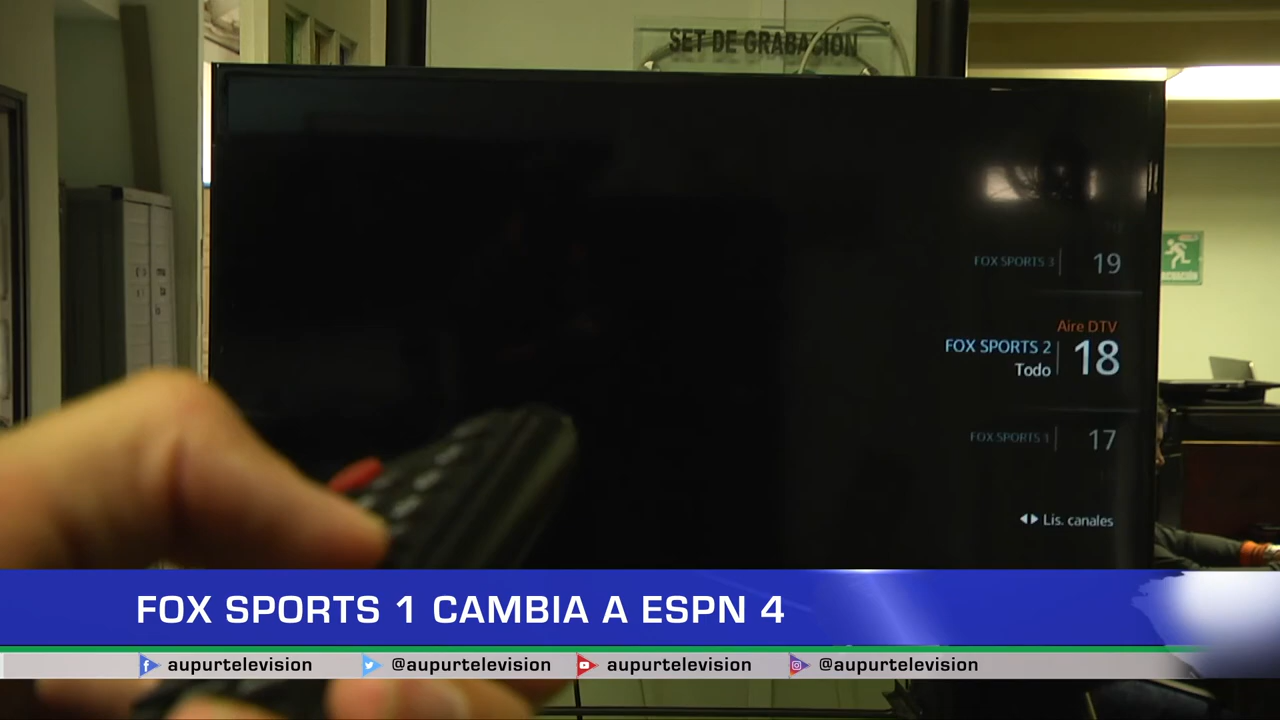 SET DE GRABACIÓN
FOX SPORTS 3 19
Aire DTV
FOX SPORTS 2 18
Todo
FOX SPORTS 1 17
Lis. canales
FOX SPORTS 1 CAMBIA A ESPN 4
aupurtelevision @aupurtelevision aupurtelevision @aupurtelevision